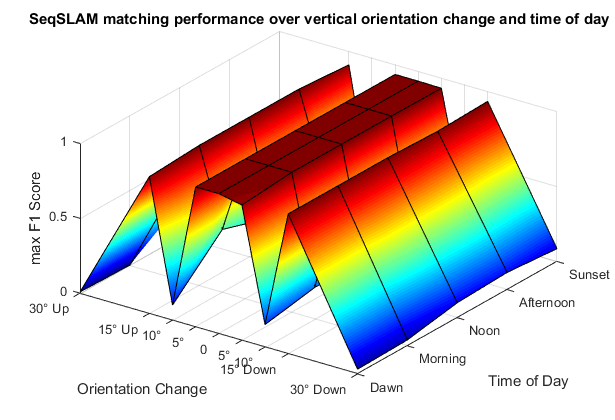 SeqSLAM matching performance over vertical orientation change and time of day
max F1 Score
1
0.5
0
30° Up
15° Up
10°
5°
0
5°
10°
15° Down
30° Down
Orientation Change
Dawn
Morning
Noon
Afternoon
Sunset
Time of Day